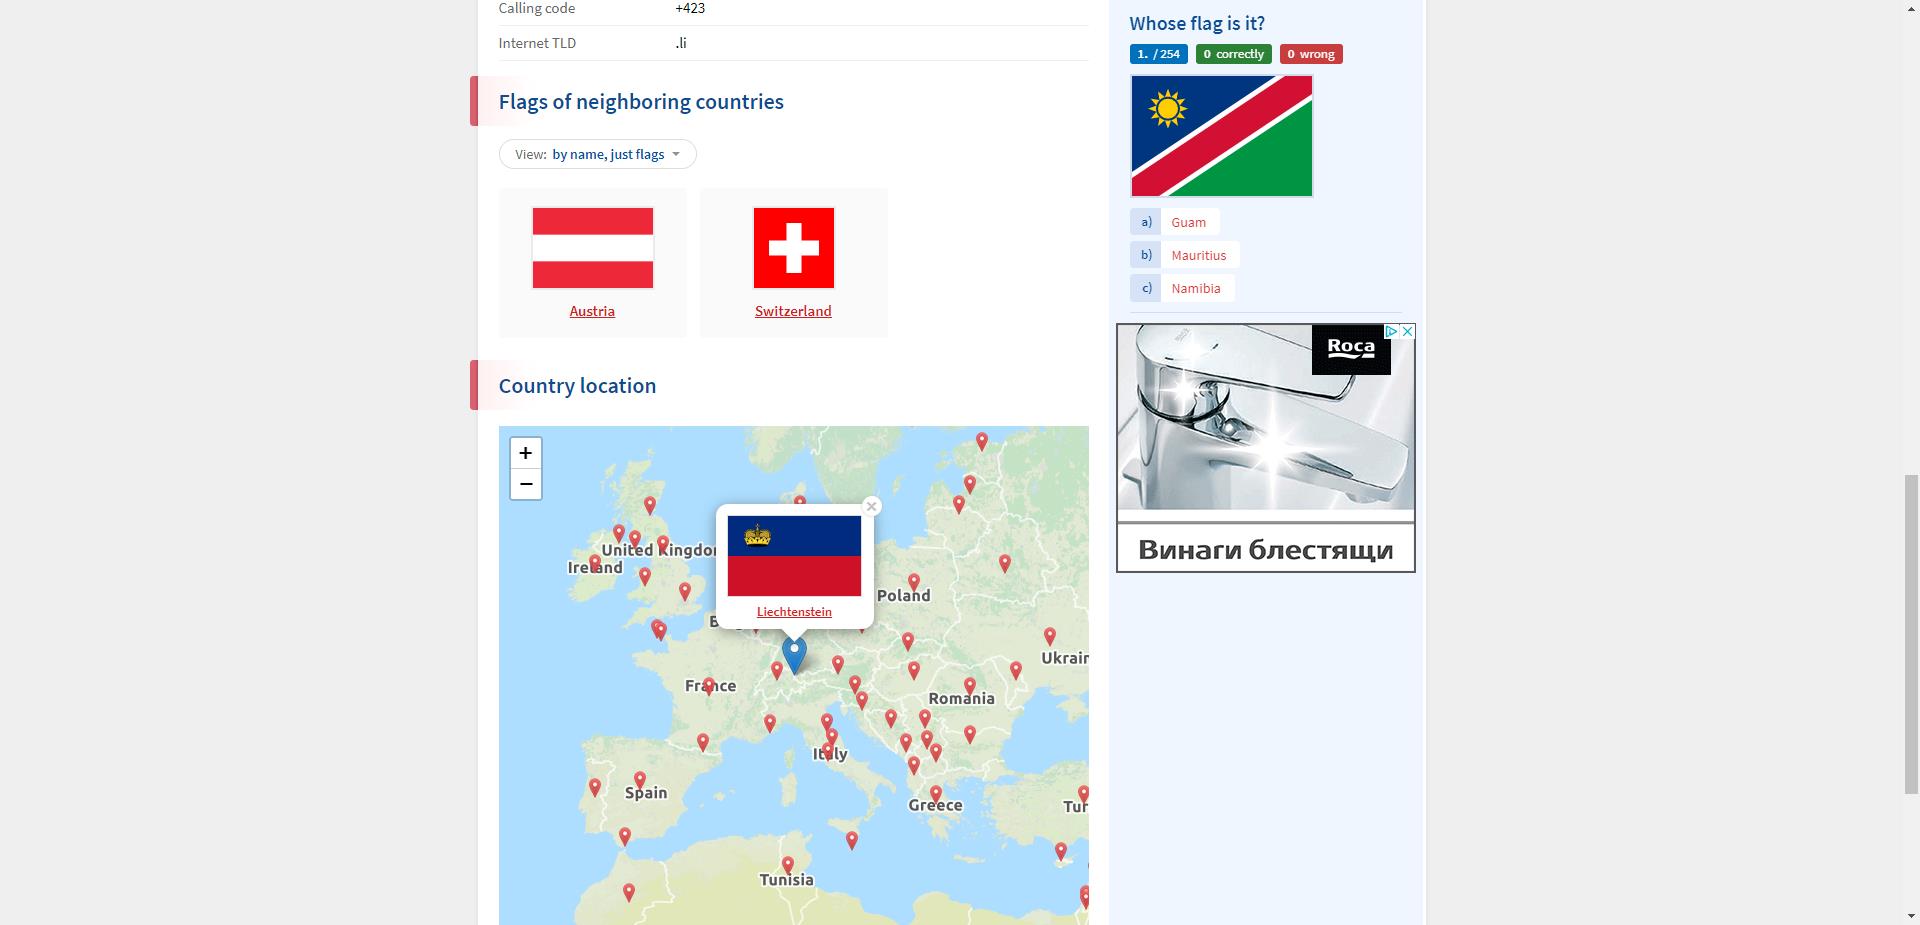 Calling code +423
Internet TLD .li
Flags of neighboring countries
View: by name, just flags
Austria Switzerland
Country location
+
−
×
Liechtenstein
United Kingdom
Ireland
Poland
Ukrain
France
Romania
Italy
Spain
Greece
Tur
Tunisia
Whose flag is it?
1. / 254 0 correctly 0 wrong
a) Guam
b) Mauritius
c) Namibia
Roca
Винаги блестящи